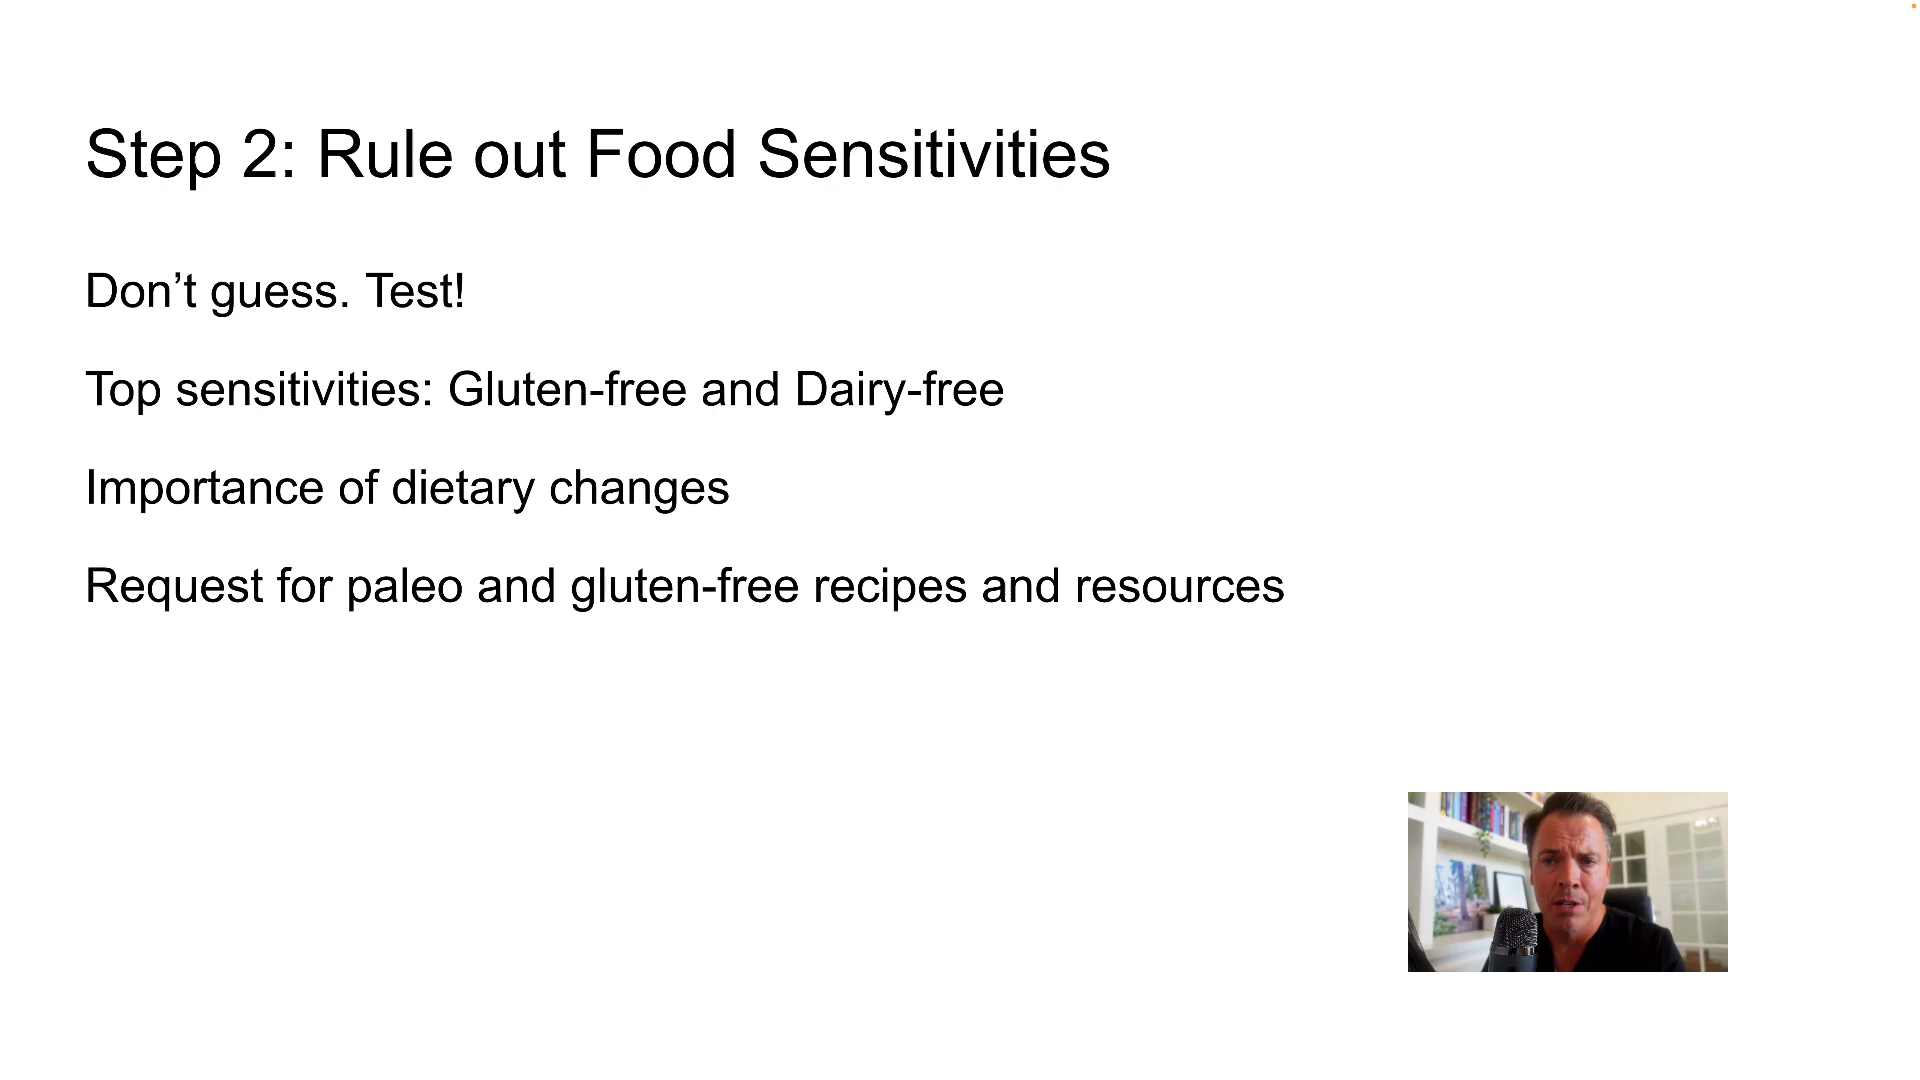 Step 2: Rule out Food Sensitivities
Don’t guess. Test!
Top sensitivities: Gluten-free and Dairy-free
Importance of dietary changes
Request for paleo and gluten-free recipes and resources